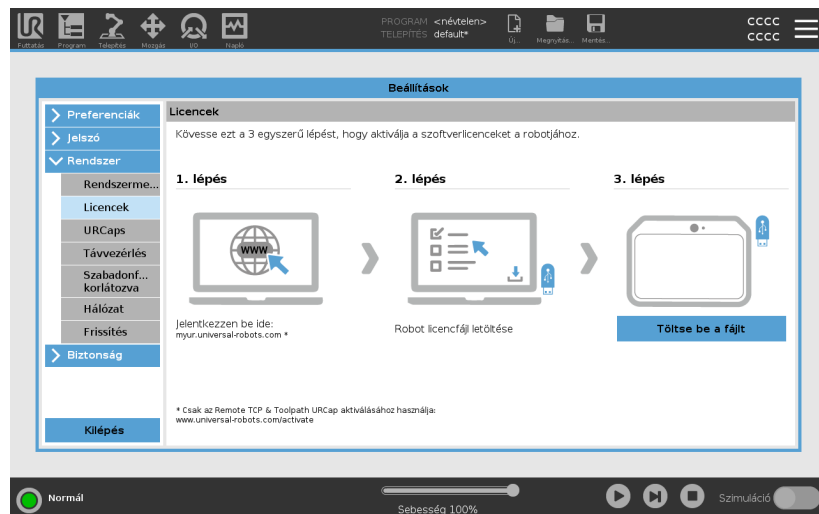 UR
PROGRAM <névtelen>
TELEPÍTÉS default*
cccc
cccc
Futtatás Program Telepítés Mozgás I/O Napló
Új... Megnyitás... Mentés...
Beállítások
Preferenciák
Jelszó
Rendszer
Rendszerme...
Licencek
URCaps
Távvezérlés
Szabadonf...
korlátozva
Hálózat
Frissítés
Biztonság
Kilépés
Licencek
Kövesse ezt a 3 egyszerű lépést, hogy aktiválja a szoftverlicenceket a robotjához.
1. lépés
WWW
Jelentkezzen be ide:
myur.universal-robots.com *
2. lépés
Robot licencfájl letöltése
3. lépés
Töltse be a fájlt
* Csak az Remote TCP & Toolpath URCap aktiválásához használja:
www.universal-robots.com/activate
Normál
Sebesség 100%
Szimuláció